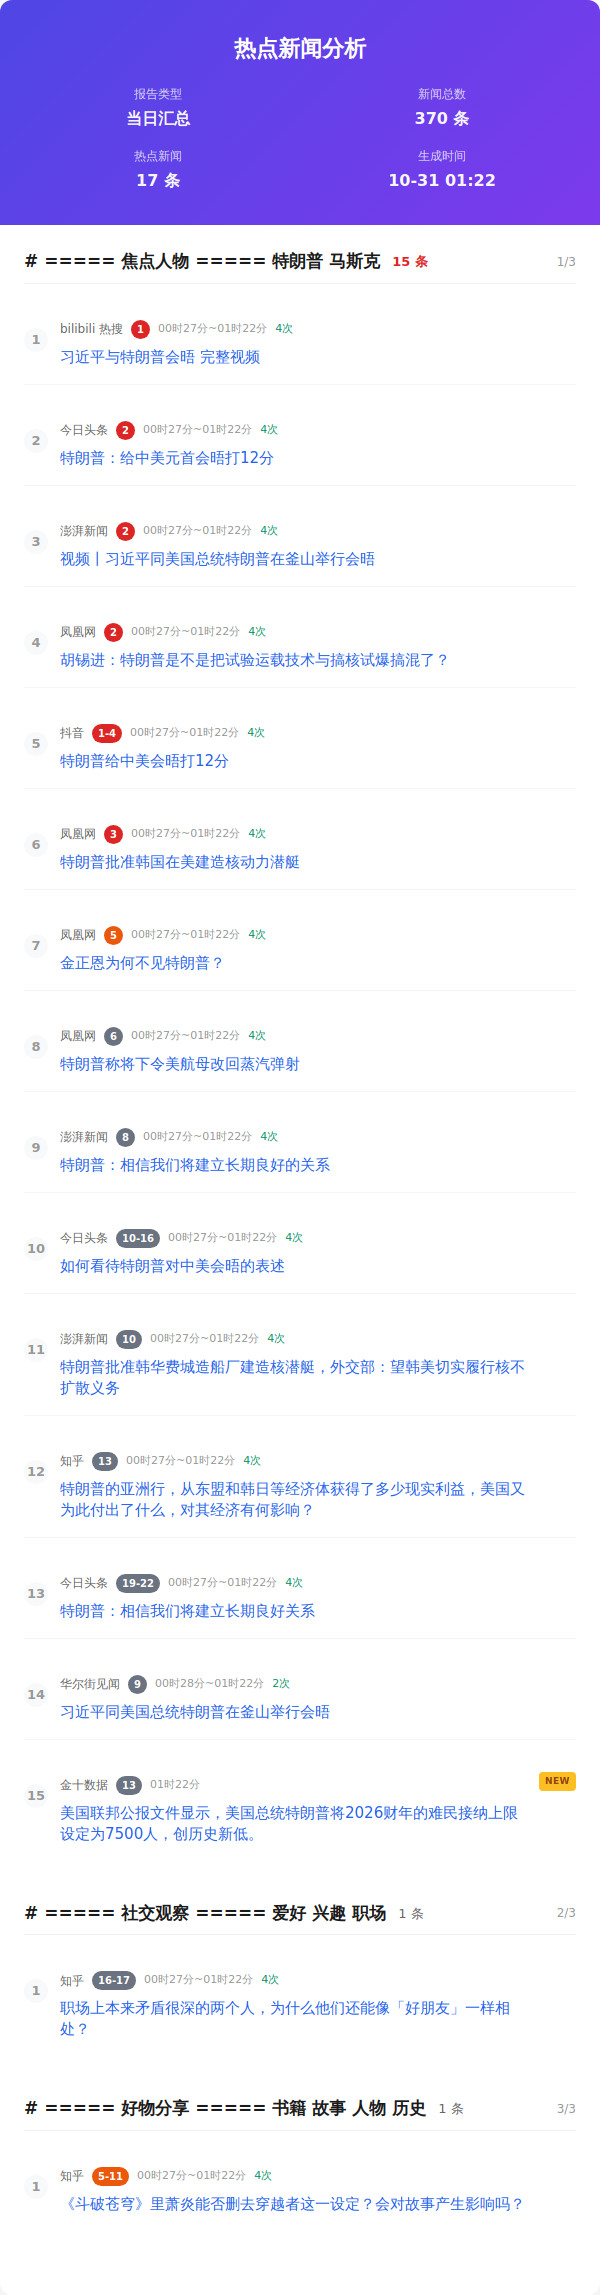 热点新闻分析
报告类型
当日汇总
新闻总数
370 条
热点新闻
17 条
生成时间
10-31 01:22
# ===== 焦点人物 ===== 特朗普 马斯克 15 条 1/3
1
bilibili 热搜 1 00时27分~01时22分 4次
习近平与特朗普会晤 完整视频
2
今日头条 2 00时27分~01时22分 4次
特朗普：给中美元首会晤打12分
3
澎湃新闻 2 00时27分~01时22分 4次
视频丨习近平同美国总统特朗普在釜山举行会晤
4
凤凰网 2 00时27分~01时22分 4次
胡锡进：特朗普是不是把试验运载技术与搞核试爆搞混了？
5
抖音 1-4 00时27分~01时22分 4次
特朗普给中美会晤打12分
6
凤凰网 3 00时27分~01时22分 4次
特朗普批准韩国在美建造核动力潜艇
7
凤凰网 5 00时27分~01时22分 4次
金正恩为何不见特朗普？
8
凤凰网 6 00时27分~01时22分 4次
特朗普称将下令美航母改回蒸汽弹射
9
澎湃新闻 8 00时27分~01时22分 4次
特朗普：相信我们将建立长期良好的关系
10
今日头条 10-16 00时27分~01时22分 4次
如何看待特朗普对中美会晤的表述
11
澎湃新闻 10 00时27分~01时22分 4次
特朗普批准韩华费城造船厂建造核潜艇，外交部：望韩美切实履行核不
扩散义务
12
知乎 13 00时27分~01时22分 4次
特朗普的亚洲行，从东盟和韩日等经济体获得了多少现实利益，美国又
为此付出了什么，对其经济有何影响？
13
今日头条 19-22 00时27分~01时22分 4次
特朗普：相信我们将建立长期良好关系
14
华尔街见闻 9 00时28分~01时22分 2次
习近平同美国总统特朗普在釜山举行会晤
15
金十数据 13 01时22分 NEW
美国联邦公报文件显示，美国总统特朗普将2026财年的难民接纳上限
设定为7500人，创历史新低。
# ===== 社交观察 ===== 爱好 兴趣 职场 1 条 2/3
1
知乎 16-17 00时27分~01时22分 4次
职场上本来矛盾很深的两个人，为什么他们还能像「好朋友」一样相
处？
# ===== 好物分享 ===== 书籍 故事 人物 历史 1 条 3/3
1
知乎 5-11 00时27分~01时22分 4次
《斗破苍穹》里萧炎能否删去穿越者这一设定？会对故事产生影响吗？